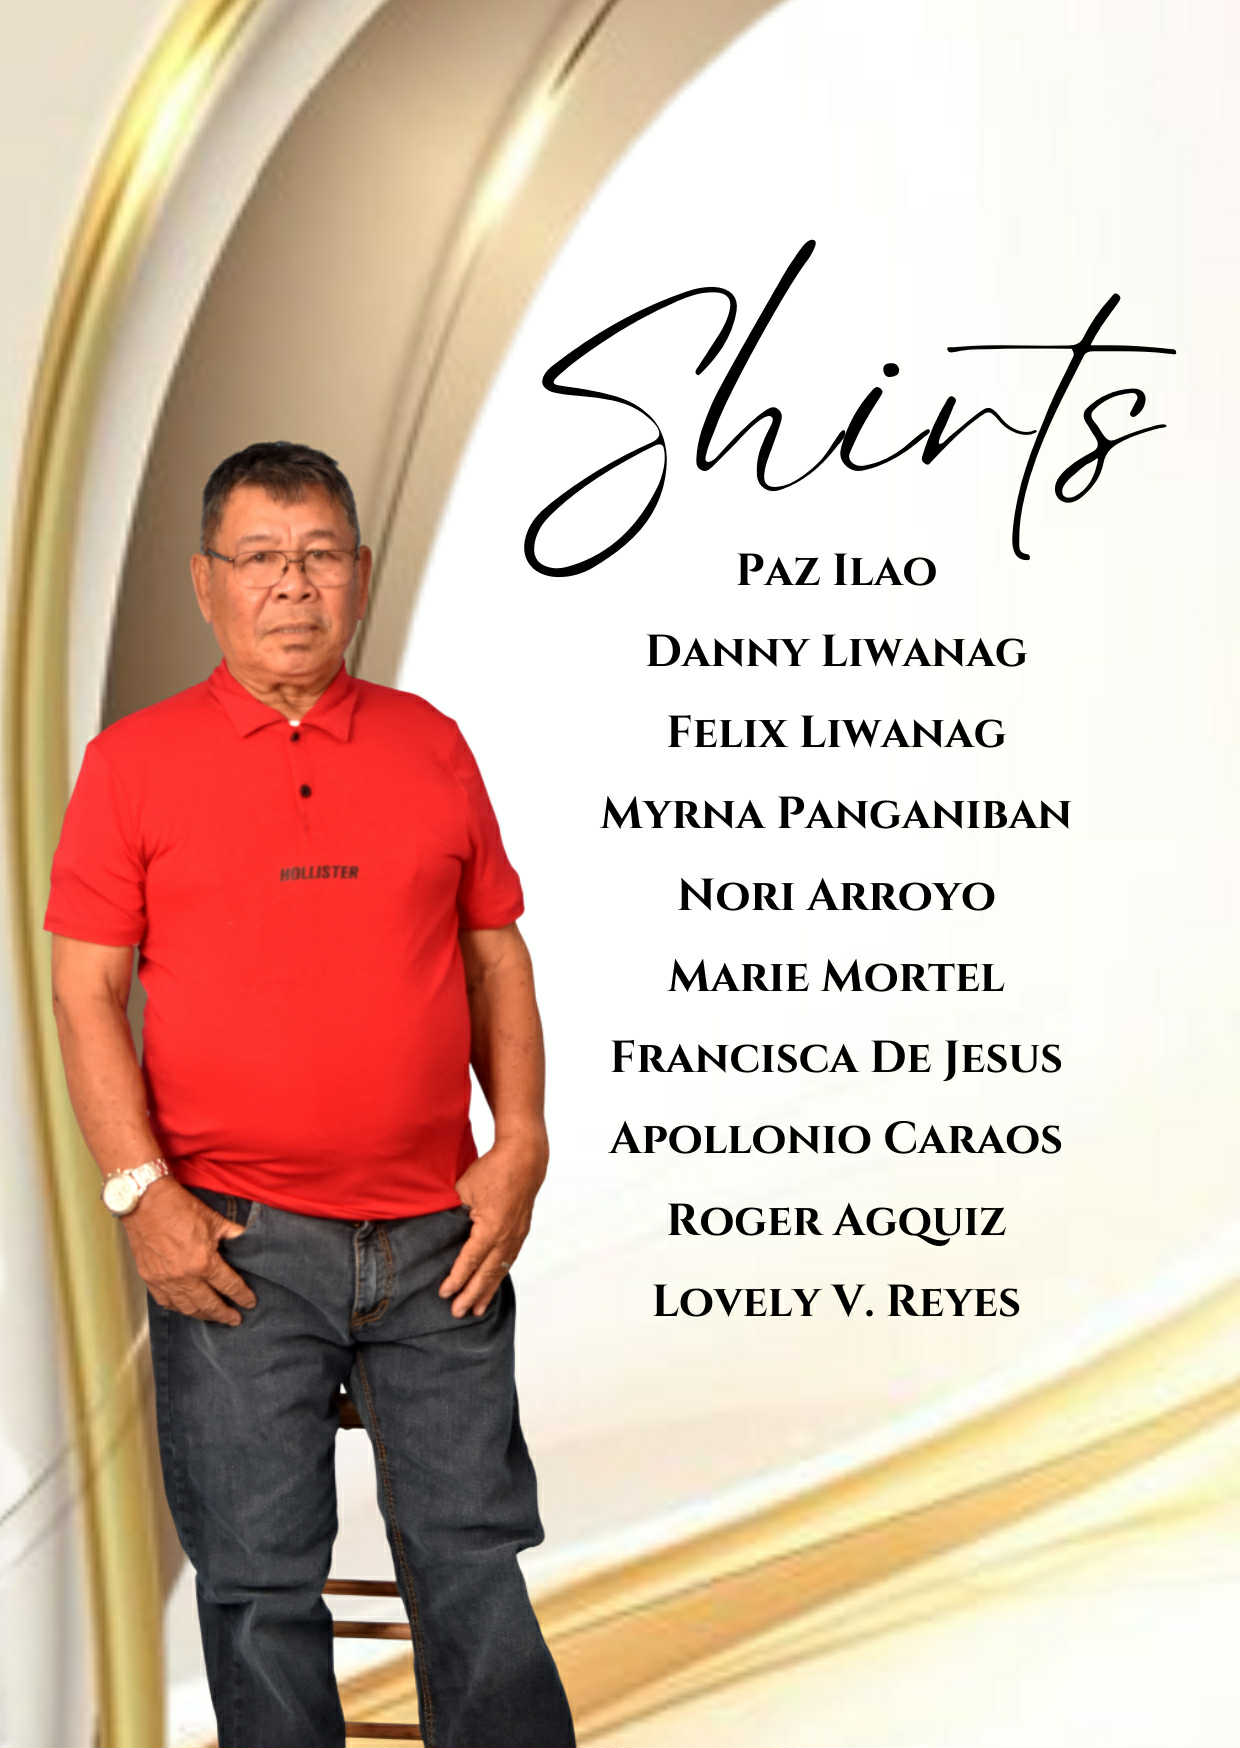 Shirts
Paz Ilao
Danny Liwanag
Felix Liwanag
Myrna Panganiban
Nori Arroyo
Marie Mortel
Francisca De Jesus
Apollonio Caraos
Roger Agquiz
Lovely V. Reyes
HOLLISTER